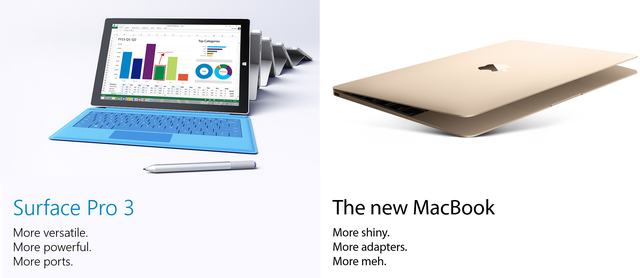 Surface Pro 3
More versatile.
More powerful.
More ports.
The new MacBook
More shiny.
More adapters.
More meh.